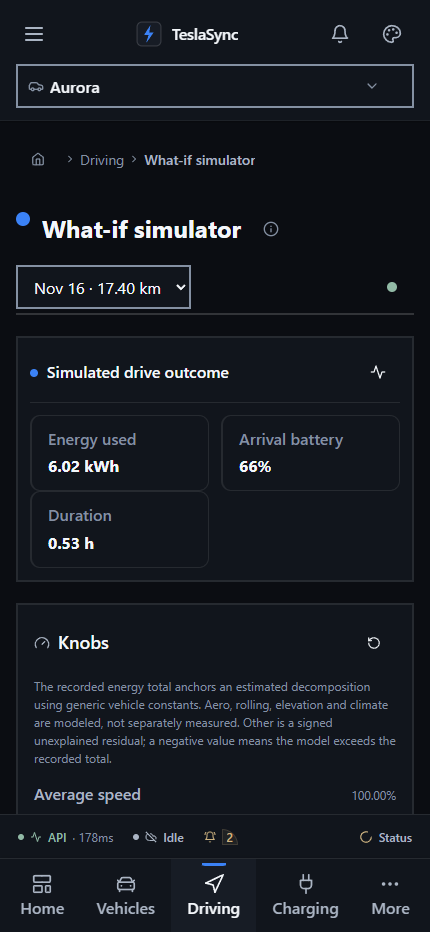 TeslaSync
Aurora
Driving
What-if simulator
What-if simulator
Nov 16 · 17.40 km
Simulated drive outcome
Energy used
6.02 kWh
Arrival battery
66%
Duration
0.53 h
Knobs
The recorded energy total anchors an estimated decomposition
using generic vehicle constants. Aero, rolling, elevation and climate
are modeled, not separately measured. Other is a signed
unexplained residual; a negative value means the model exceeds the
recorded total.
Average speed
100.00%
API · 178ms
Idle
2
Status
Home
Vehicles
Driving
Charging
More